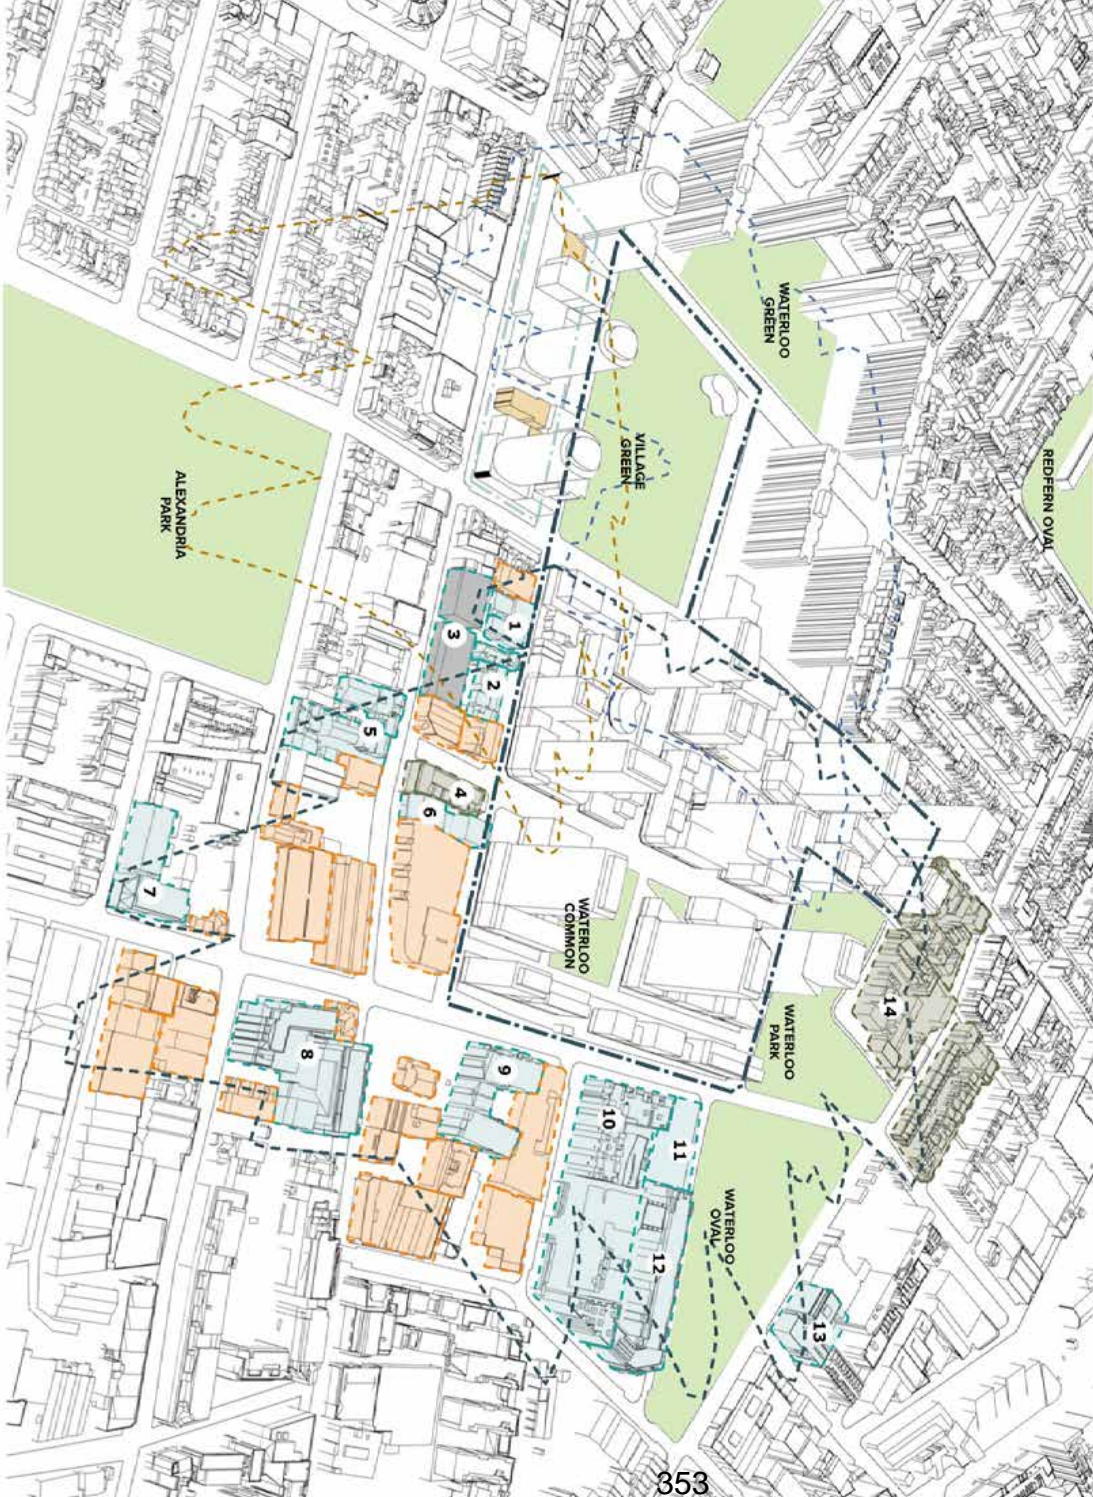 REDFERN OVAL
WATERLOO
GREEN
VILLAGE
GREEN
ALEXANDRIA
PARK
1
2
3
4
5
6
7
8
9
10
11
12
13
14
WATERLOO
COMMON
WATERLOO
PARK
WATERLOO
OVAL
353